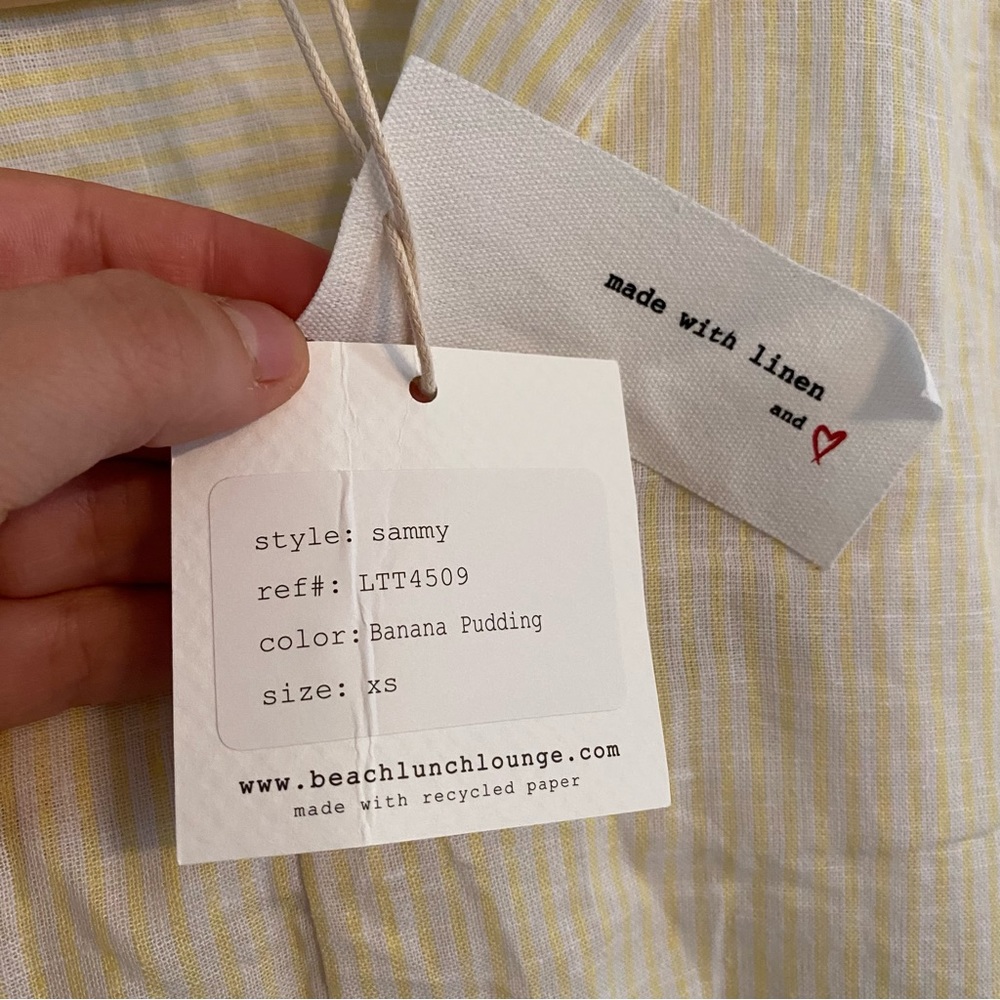 made with linen
and
style: sammy
ref#: LTT4509
color: Banana Pudding
size: xs
www.beachlunchlounge.com
made with recycled paper